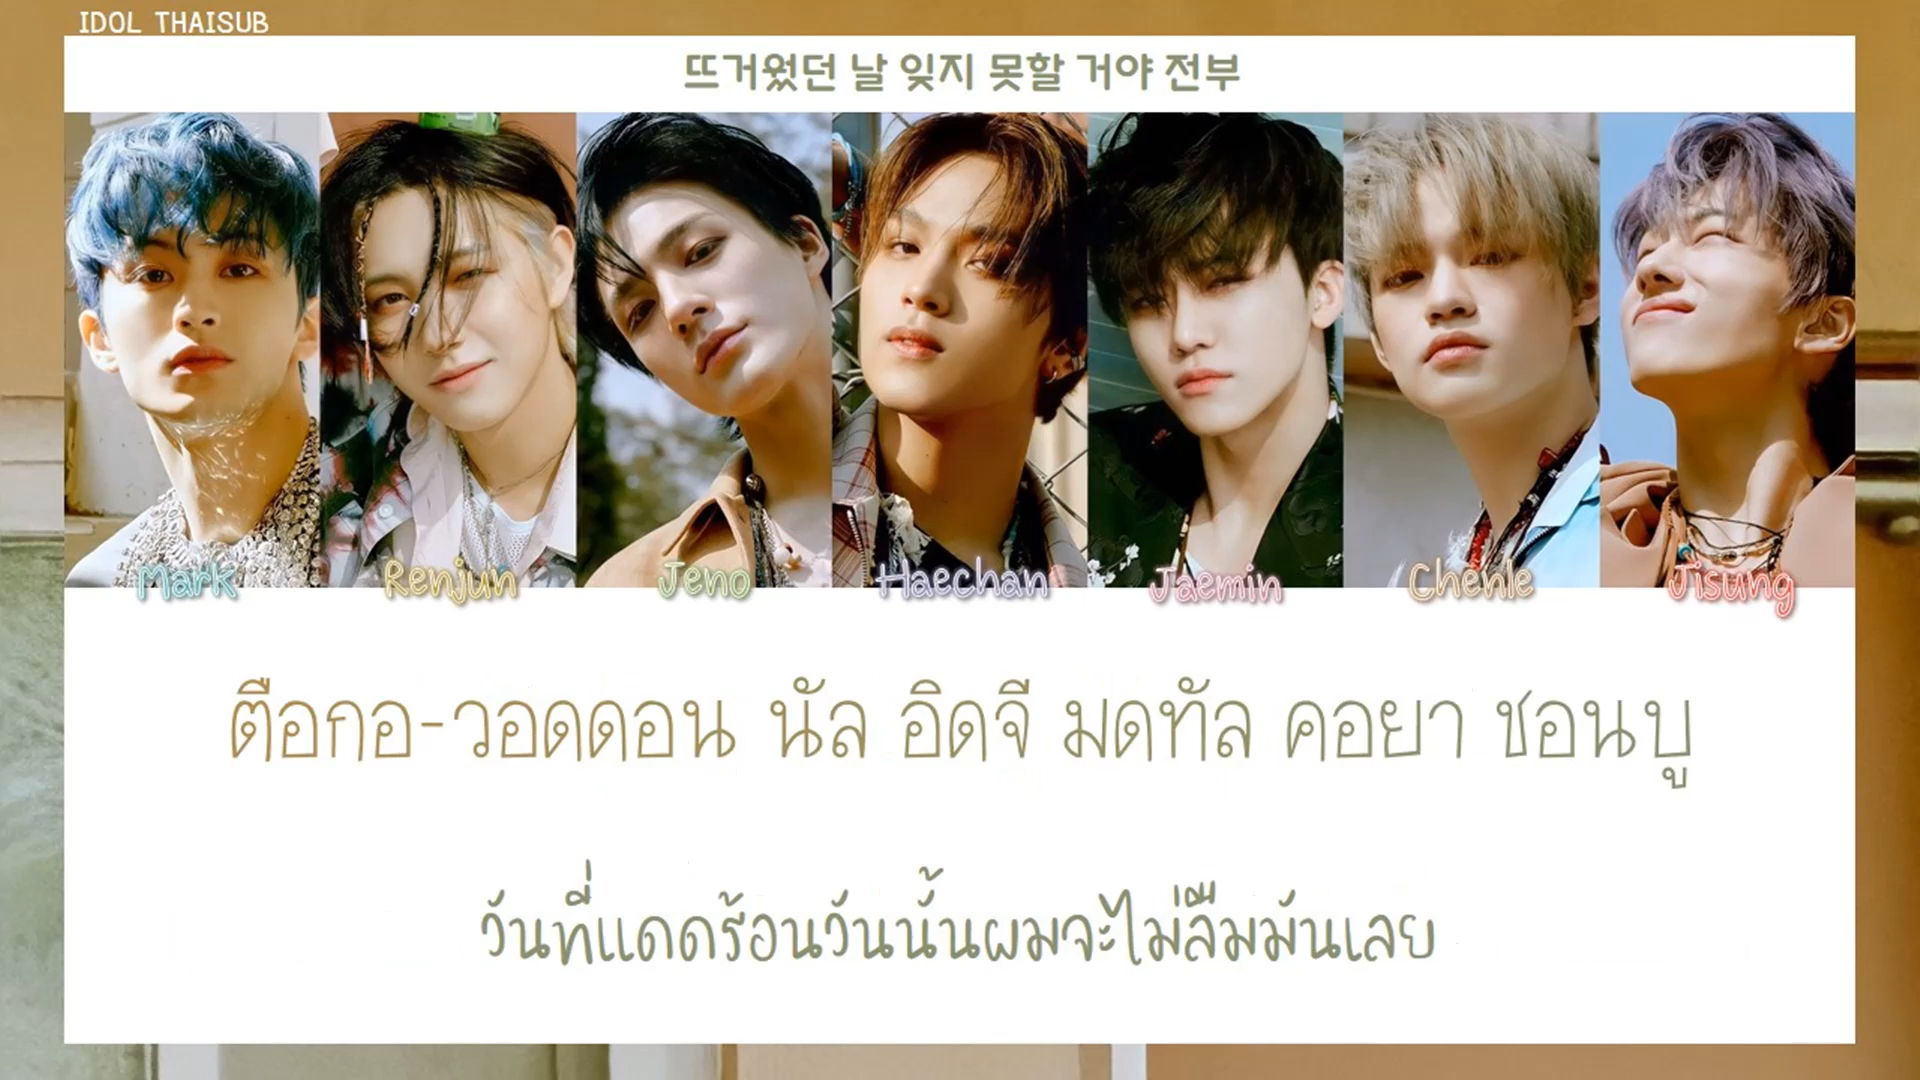 IDOL THAISUB
뜨거웠던 날 잊지 못할 거야 전부
Mark Renjun Jeno Haechan Jaemin Chenle Jisung
ตือกอ-วอดดอน นัล อิดจี มดทัล คอยา ชอนบู
วันที่แดดร้อนวันนั้นผมจะไม่ลืมมันเลย